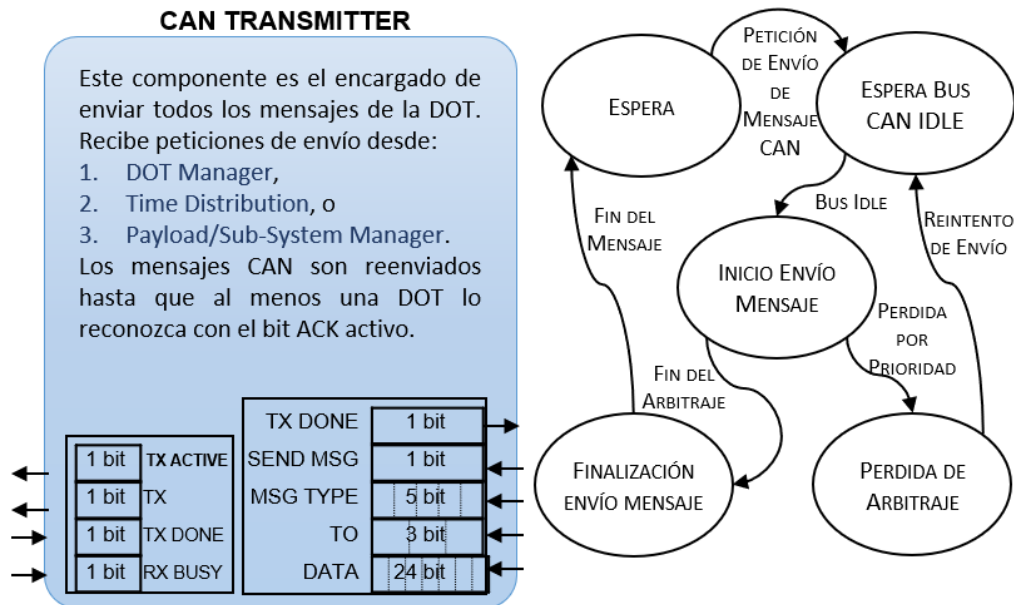 CAN TRANSMITTER
Este componente es el encargado de
enviar todos los mensajes de la DOT.
Recibe peticiones de envío desde:
1. DOT Manager,
2. Time Distribution, o
3. Payload/Sub-System Manager.
Los mensajes CAN son reenviados
hasta que al menos una DOT lo
reconozca con el bit ACK activo.
1 bit TX ACTIVE
1 bit TX
1 bit TX DONE
1 bit RX BUSY
TX DONE 1 bit
SEND MSG 1 bit
MSG TYPE 5 bit
TO 3 bit
DATA 24 bit
ESPERA
PETICIÓN
DE ENVÍO
DE
MENSAJE
CAN
ESPERA BUS
CAN IDLE
BUS IDLE
FIN DEL
MENSAJE
REINTENTO
DE ENVÍO
INICIO ENVÍO
MENSAJE
PERDIDA
POR
PRIORIDAD
FIN DEL
ARBITRAJE
FINALIZACIÓN
ENVÍO MENSAJE
PERDIDA DE
ARBITRAJE